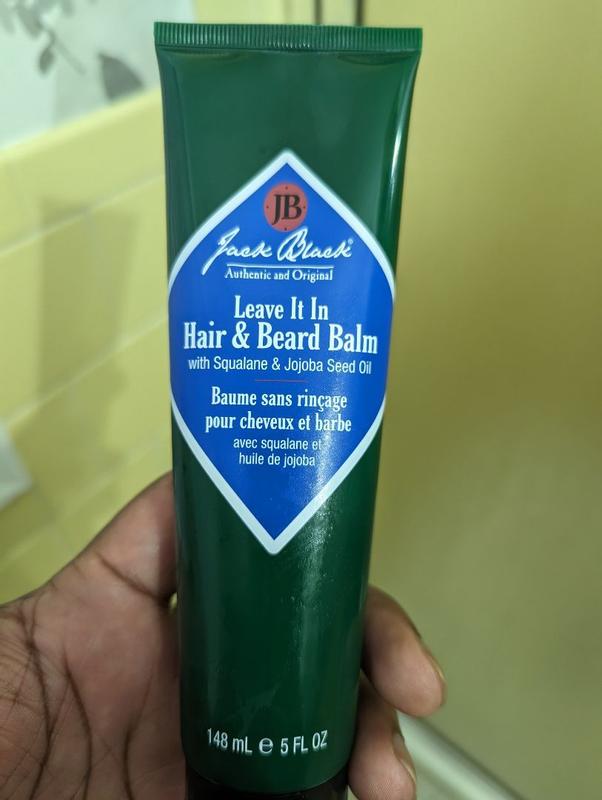 JB
Jack Black®
Authentic and Original
Leave It In
Hair & Beard Balm
with Squalane & Jojoba Seed Oil
Baume sans rinçage
pour cheveux et barbe
avec squalane et
huile de jojoba
148 mL ℮ 5 FL OZ